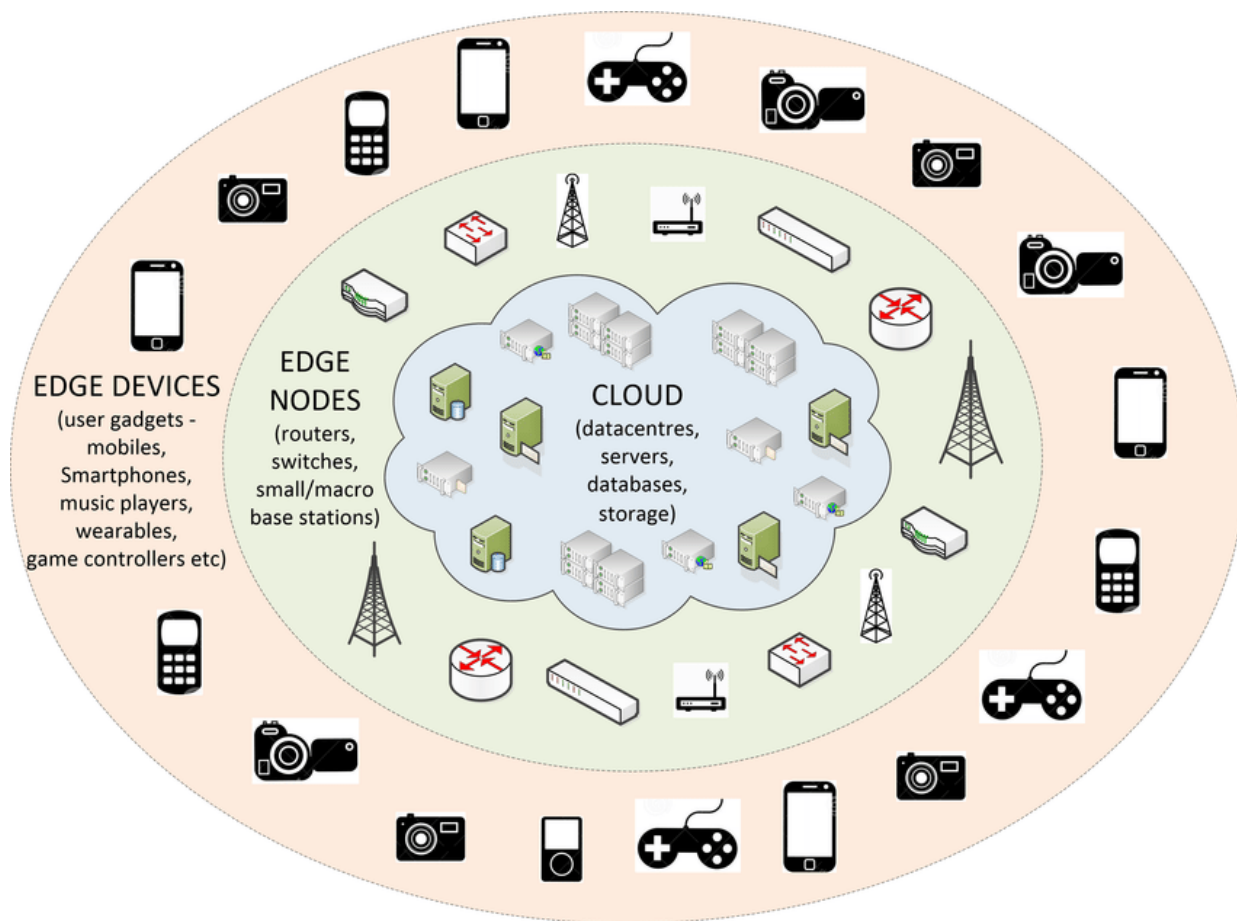 EDGE DEVICES
(user gadgets -
mobiles,
Smartphones,
music players,
wearables,
game controllers etc)
EDGE
NODES
(routers,
switches,
small/macro
base stations)
CLOUD
(datacentres,
servers,
databases,
storage)